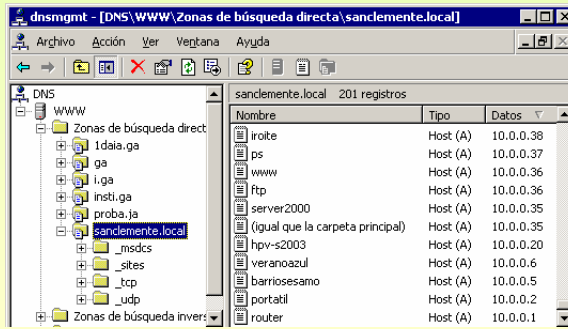 dnsmgmt - [DNS\WWW\Zonas de búsqueda directa\sanclemente.local]
Archivo Acción Ver Ventana Ayuda
DNS
WWW
Zonas de búsqueda direct
1daia.ga
ga
i.ga
insti.ga
proba.ja
sanclemente.local
_msdcs
_sites
_tcp
_udp
Zonas de búsqueda invers
sanclemente.local 201 registros
Nombre Tipo Datos
iroite Host (A) 10.0.0.38
ps Host (A) 10.0.0.37
www Host (A) 10.0.0.36
ftp Host (A) 10.0.0.36
server2000 Host (A) 10.0.0.35
(igual que la carpeta principal) Host (A) 10.0.0.35
hpv-s2003 Host (A) 10.0.0.20
veranoazul Host (A) 10.0.0.6
barriosesamo Host (A) 10.0.0.5
portatil Host (A) 10.0.0.2
router Host (A) 10.0.0.1